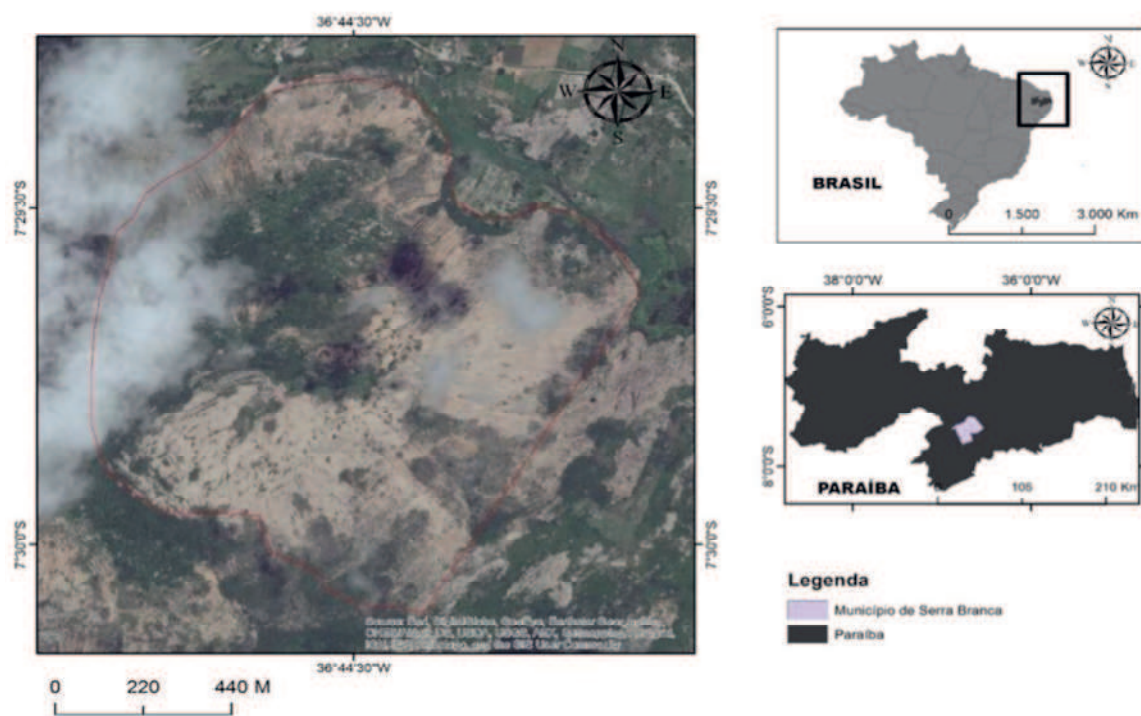 36°44'30"W
N
W E
S
7°29'30"S
7°29'30"S
7°30'0"S
7°30'0"S
36°44'30"W
0 220 440 M
BRASIL
0 1.500 3.000 Km
38°0'0"W 36°0'0"W
6°0'0"S
8°0'0"S
PARAÍBA
105 210 Km
Legenda
Município de Serra Branca
Paraíba